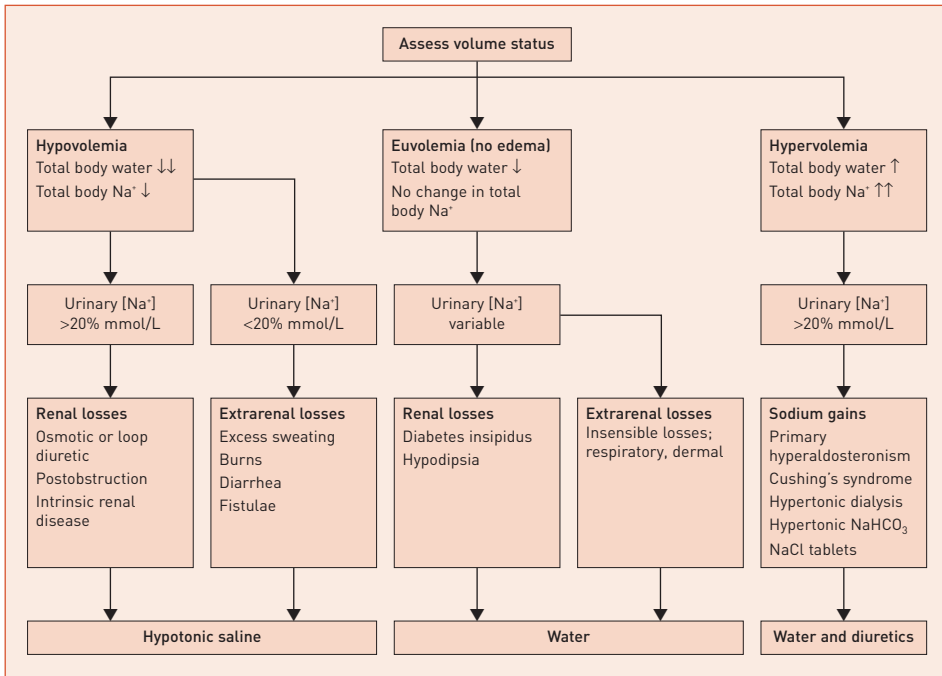 Assess volume status
Hypovolemia
Total body water ↓↓
Total body Na⁺ ↓
Euvolemia (no edema)
Total body water ↓
No change in total
body Na⁺
Hypervolemia
Total body water ↑
Total body Na⁺ ↑↑
Urinary [Na⁺]
>20% mmol/L
Urinary [Na⁺]
<20% mmol/L
Urinary [Na⁺]
variable
Urinary [Na⁺]
>20% mmol/L
Renal losses
Osmotic or loop
diuretic
Postobstruction
Intrinsic renal
disease
Extrarenal losses
Excess sweating
Burns
Diarrhea
Fistulae
Renal losses
Diabetes insipidus
Hypodipsia
Extrarenal losses
Insensible losses;
respiratory, dermal
Sodium gains
Primary
hyperaldosteronism
Cushing's syndrome
Hypertonic dialysis
Hypertonic NaHCO₃
NaCl tablets
Hypotonic saline
Water
Water and diuretics